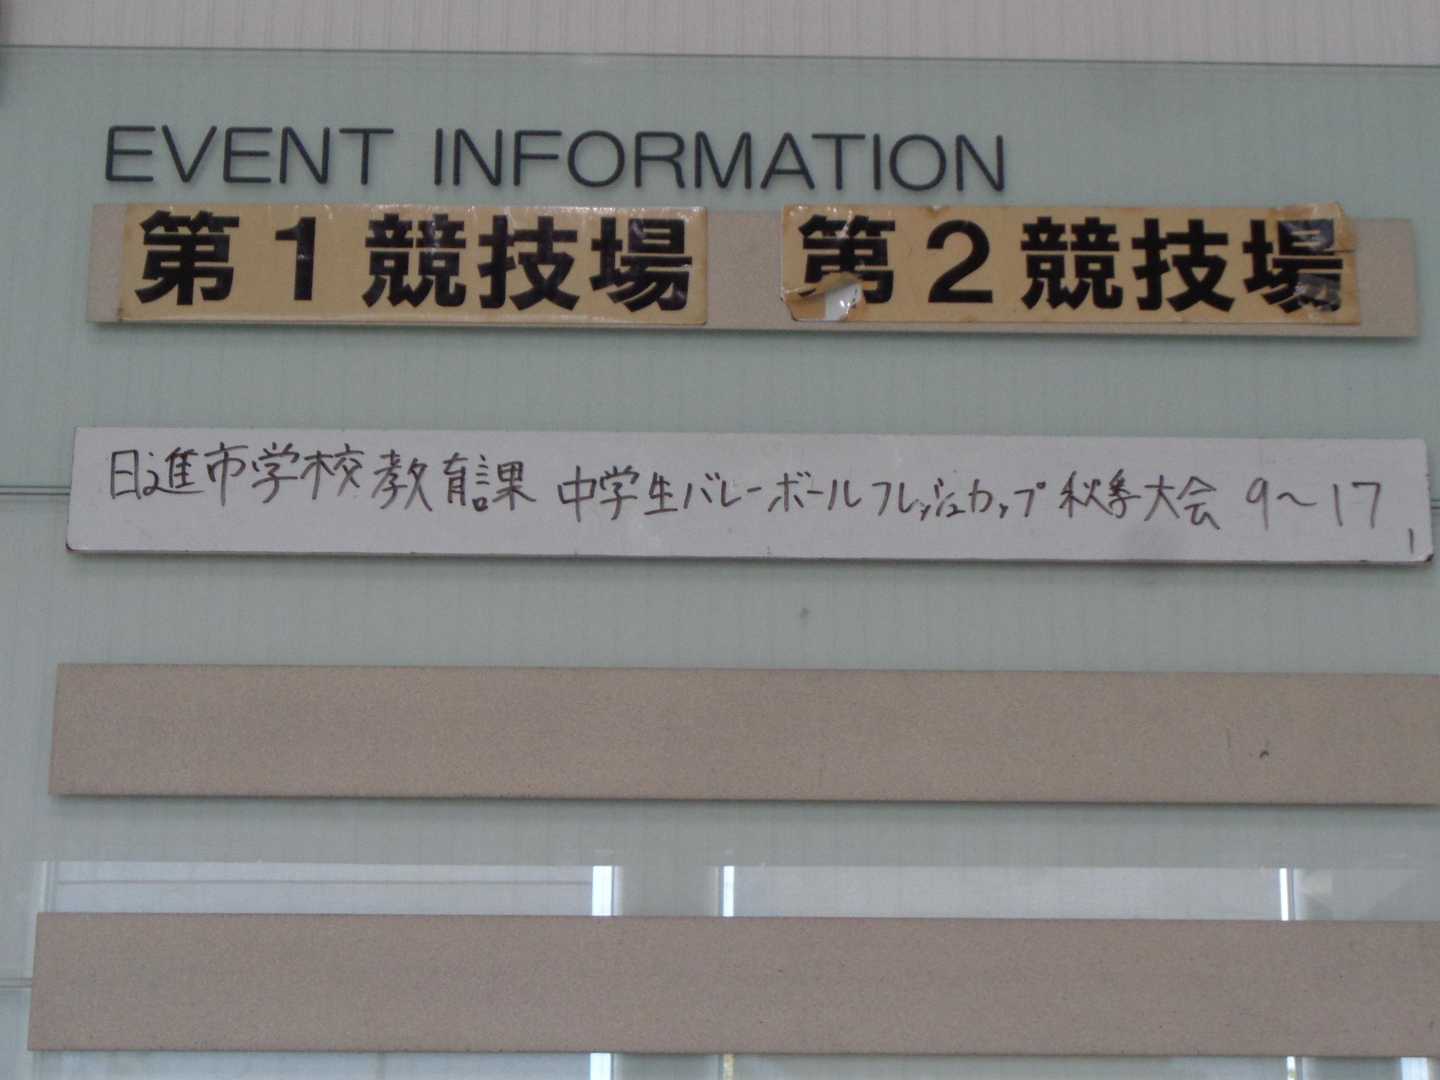 EVENT INFORMATION
第1競技場 第2競技場
日進市学校教育課 中学生バレーボールフレッシュカップ 秋季大会 9〜17